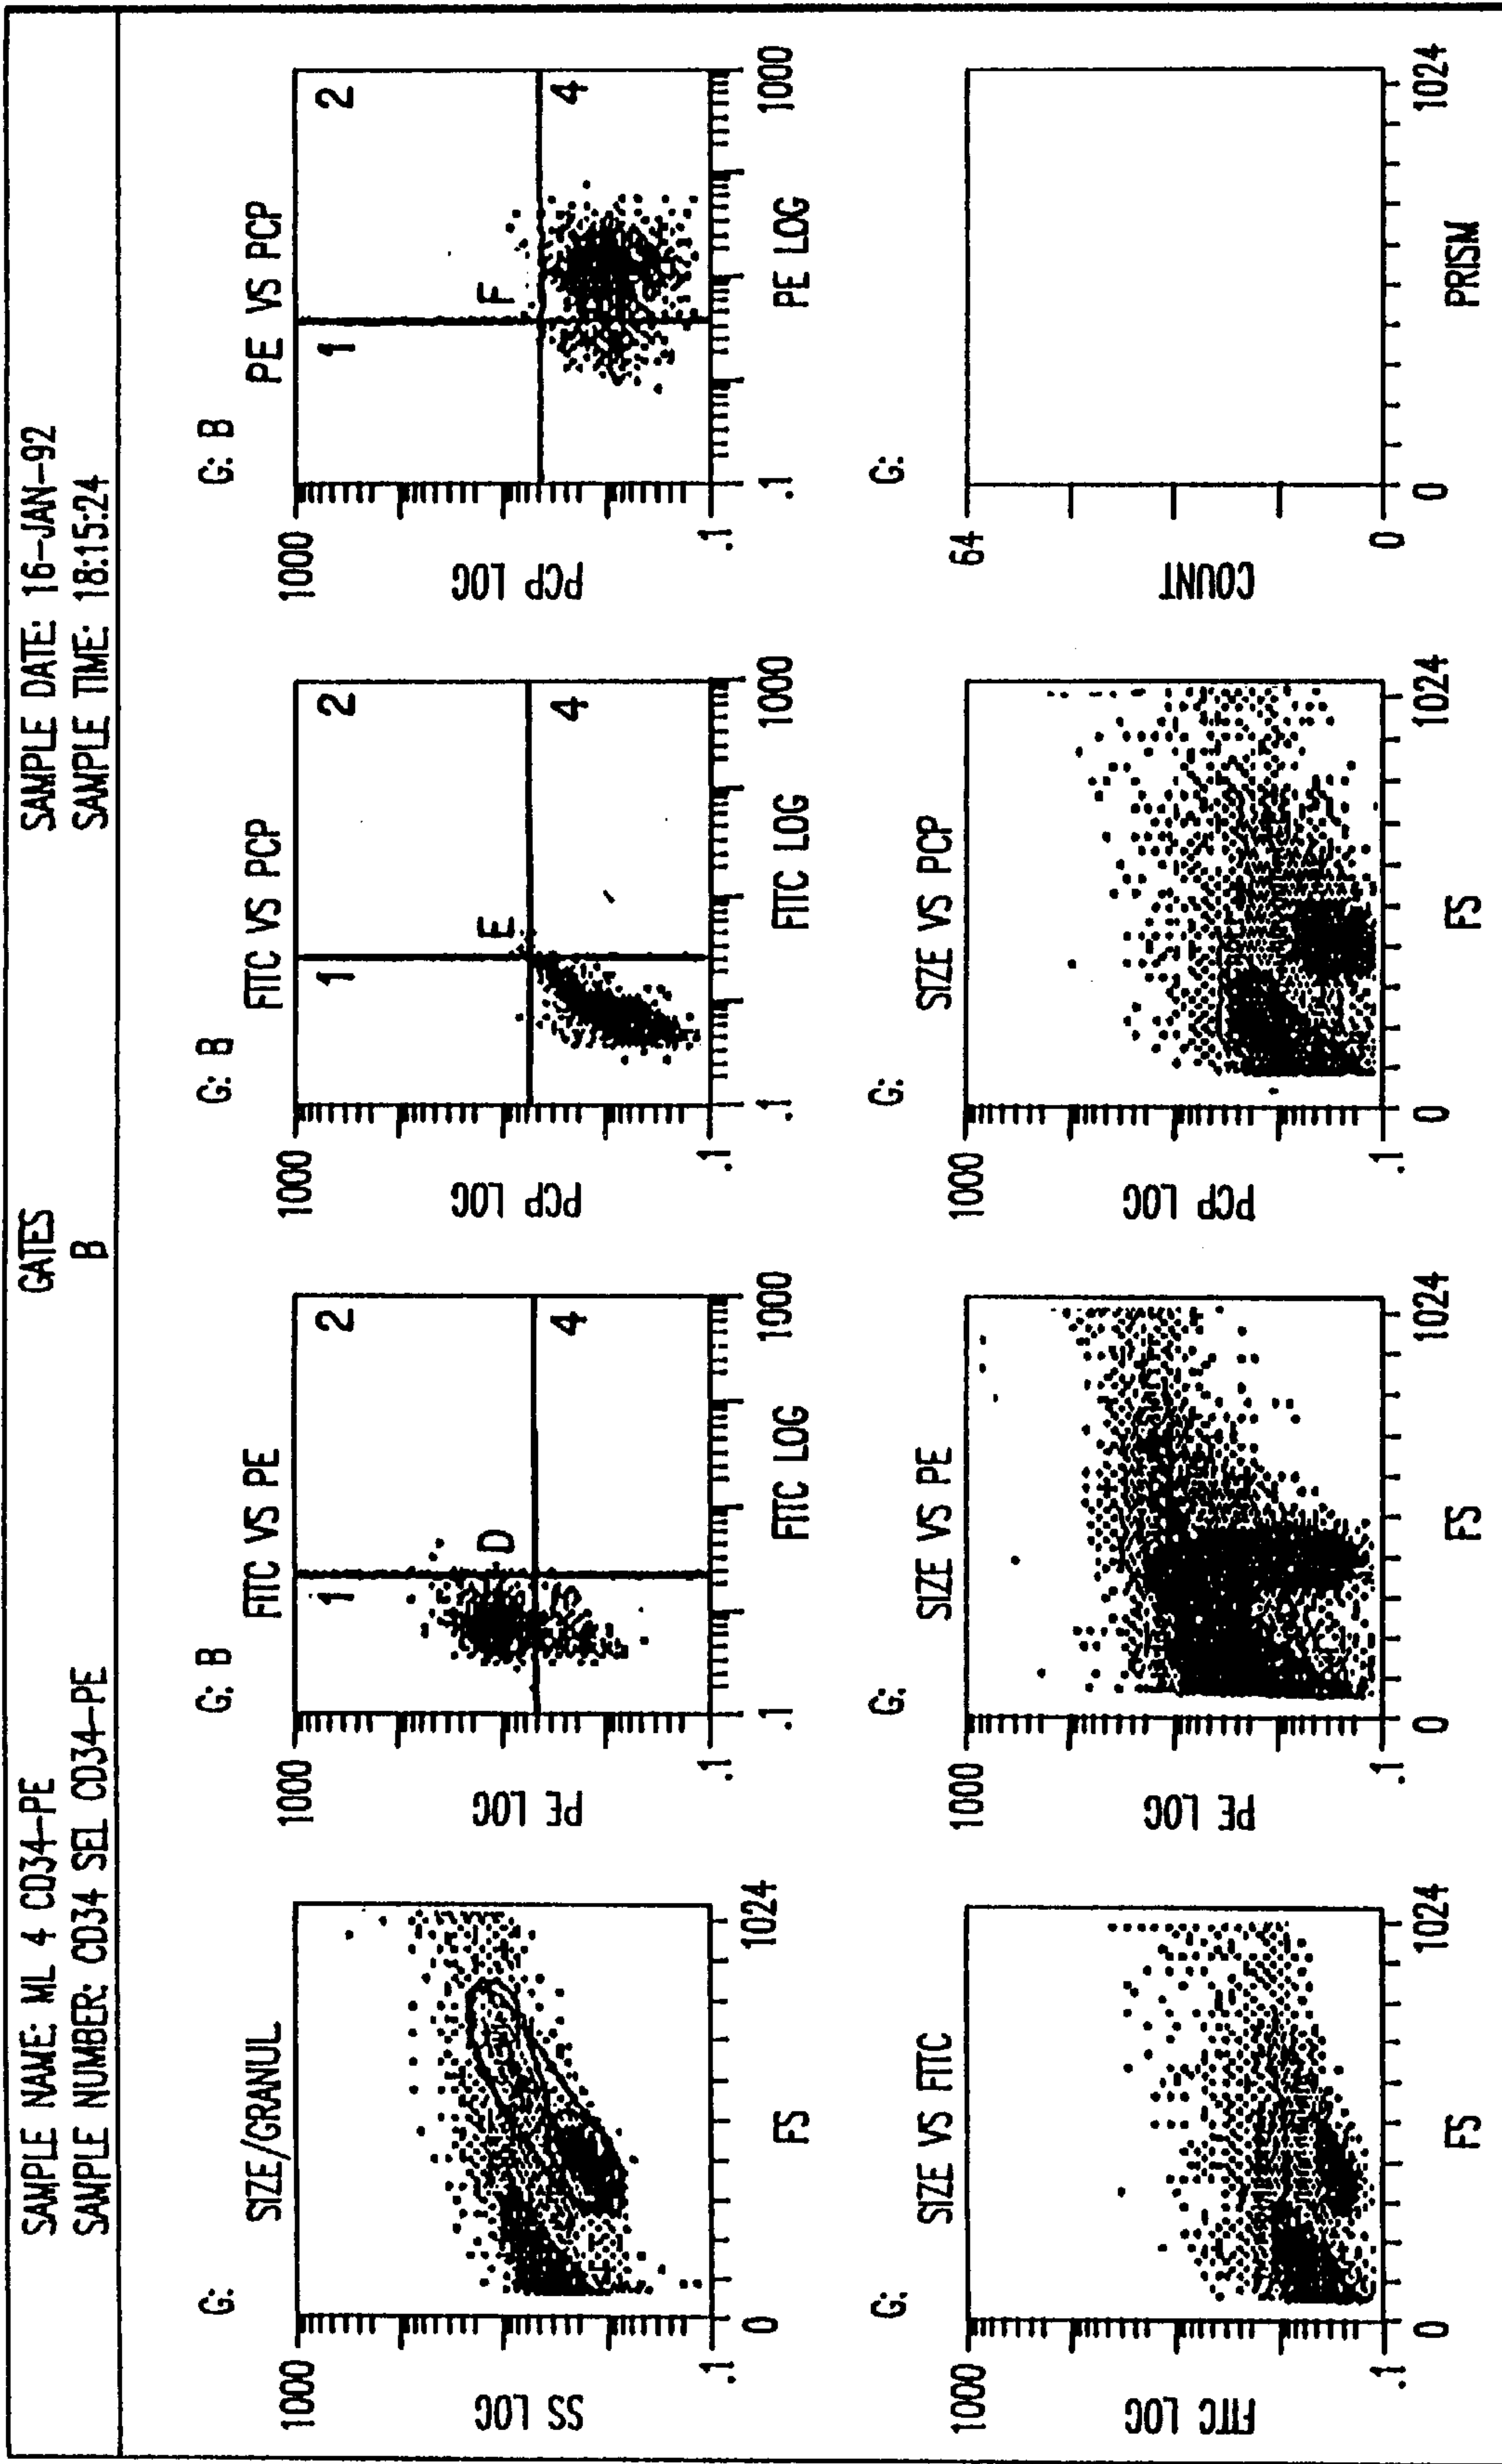 SAMPLE NAME: ML 4 CD34-PE GATES SAMPLE DATE: 16-JAN-92
SAMPLE NUMBER: CD34 SEL CD34-PE B SAMPLE TIME: 18:15:24
G:
SIZE/GRANUL
1000
SS LOG
.1
0
1024
FS
G: B
FITC VS PE
1000
PE LOG
.1
.1
1000
FITC LOG
1
2
D
4
G: B
FITC VS PCP
1000
PCP LOG
.1
.1
1000
FITC LOG
1
2
E
4
G: B
PE VS PCP
1000
PCP LOG
.1
.1
1000
PE LOG
1
2
F
4
G:
SIZE VS FITC
1000
FITC LOG
.1
0
1024
FS
G:
SIZE VS PE
1000
PE LOG
.1
0
1024
FS
G:
SIZE VS PCP
1000
PCP LOG
.1
0
1024
FS
G:
64
COUNT
0
0
1024
PRISM